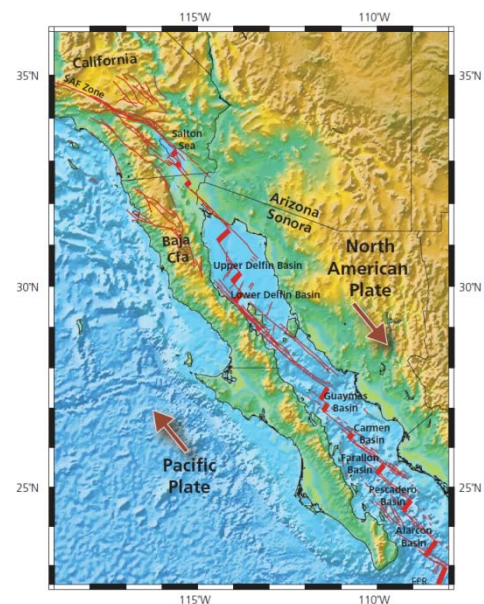 115°W
110°W
35°N
35°N
California
SAF Zone
Salton
Sea
Arizona
Sonora
Baja
Cfa
North
American
Plate
Upper Delfin Basin
30°N
30°N
Lower Delfin Basin
Guaymas
Basin
Carmen
Basin
Farallon
Basin
Pacific
Plate
Pescadero
Basin
25°N
25°N
Alarcon
Basin
EPR
115°W
110°W